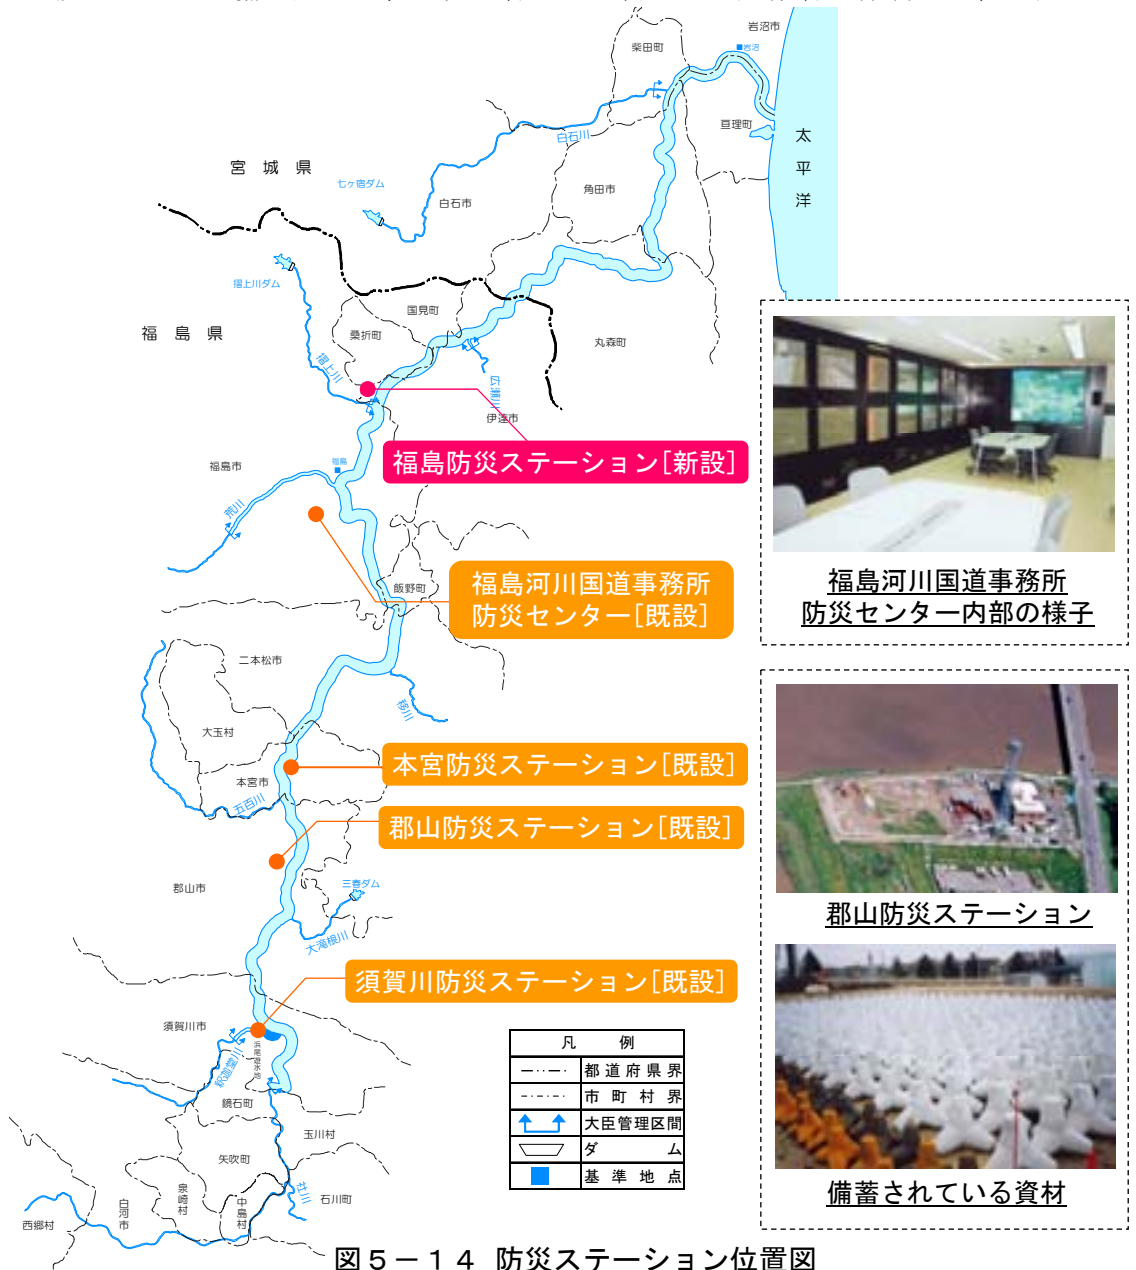 岩沼市
柴田町
岩沼
亘理町
太平洋
白石川
宮城県
七ヶ宿ダム
角田市
白石市
摺上川ダム
国見町
福島県
桑折町
丸森町
摺上川
広瀬川
伊達市
福島防災ステーション[新設]
福島市
福島
荒川
福島河川国道事務所
防災センター[既設]
飯野町
福島河川国道事務所
防災センター内部の様子
二本松市
移川
大玉村
本宮市
本宮防災ステーション[既設]
五百川
郡山防災ステーション[既設]
三春ダム
郡山市
郡山防災ステーション
大滝根川
須賀川防災ステーション[既設]
須賀川市
釈迦堂川
浜尾遊水地
凡例
都道府県界
市町村界
大臣管理区間
ダム
基準地点
鏡石町
玉川村
矢吹町
泉崎村
中島村
社川
石川町
白河市
西郷村
備蓄されている資材
図5-14 防災ステーション位置図